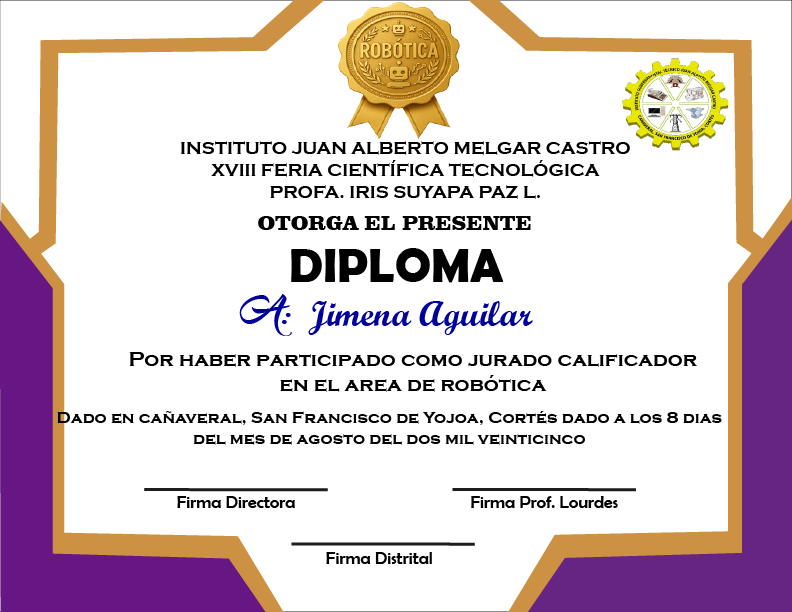 ROBÓTICA
INSTITUTO JUAN ALBERTO MELGAR CASTRO
XVIII FERIA CIENTÍFICA TECNOLÓGICA
PROFA. IRIS SUYAPA PAZ L.
OTORGA EL PRESENTE
DIPLOMA
A: Jimena Aguilar
POR HABER PARTICIPADO COMO JURADO CALIFICADOR
EN EL AREA DE ROBÓTICA
DADO EN CAÑAVERAL, SAN FRANCISCO DE YOJOA, CORTÉS DADO A LOS 8 DIAS
DEL MES DE AGOSTO DEL DOS MIL VEINTICINCO
Firma Directora
Firma Prof. Lourdes
Firma Distrital